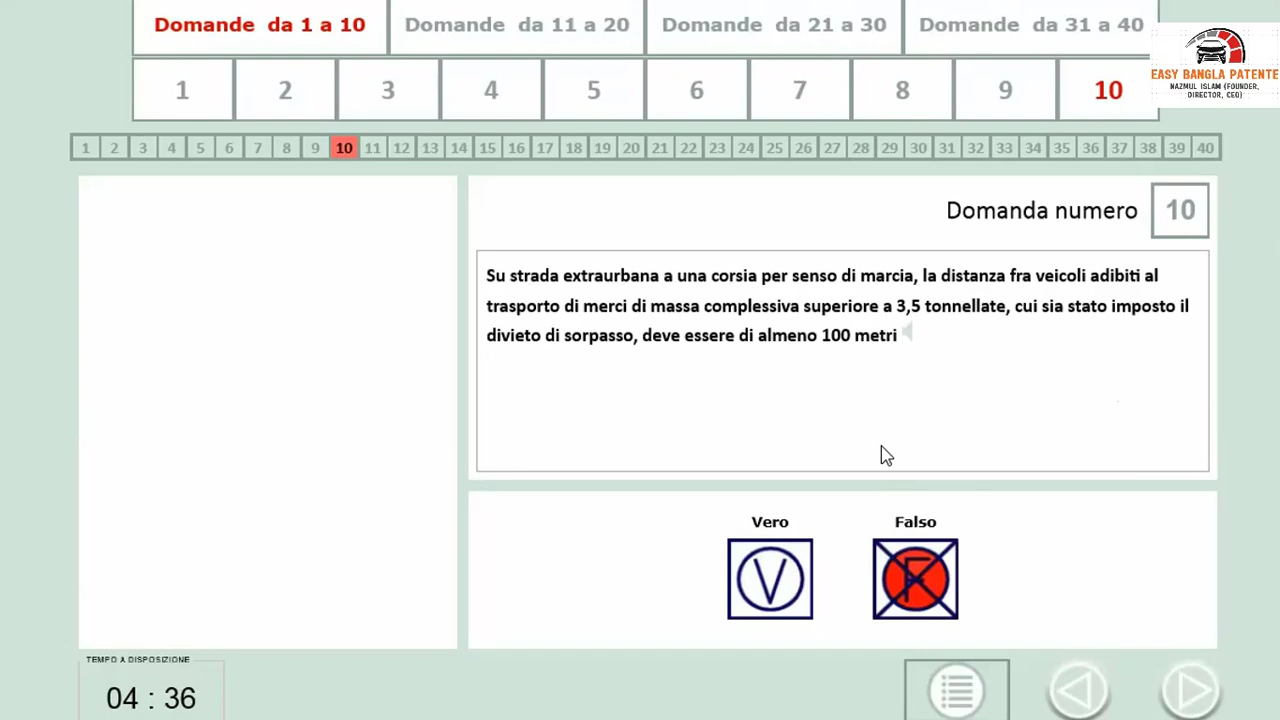 Domande da 1 a 10
Domande da 11 a 20
Domande da 21 a 30
Domande da 31 a 40
EASY BANGLA PATENTE
NAZMUL ISLAM (FOUNDER,
DIRECTOR, CEO)
1 2 3 4 5 6 7 8 9 10
1 2 3 4 5 6 7 8 9 10 11 12 13 14 15 16 17 18 19 20 21 22 23 24 25 26 27 28 29 30 31 32 33 34 35 36 37 38 39 40
Domanda numero 10
Su strada extraurbana a una corsia per senso di marcia, la distanza fra veicoli adibiti al
trasporto di merci di massa complessiva superiore a 3,5 tonnellate, cui sia stato imposto il
divieto di sorpasso, deve essere di almeno 100 metri
Vero
Falso
V
F
TEMPO A DISPOSIZIONE
04 : 36